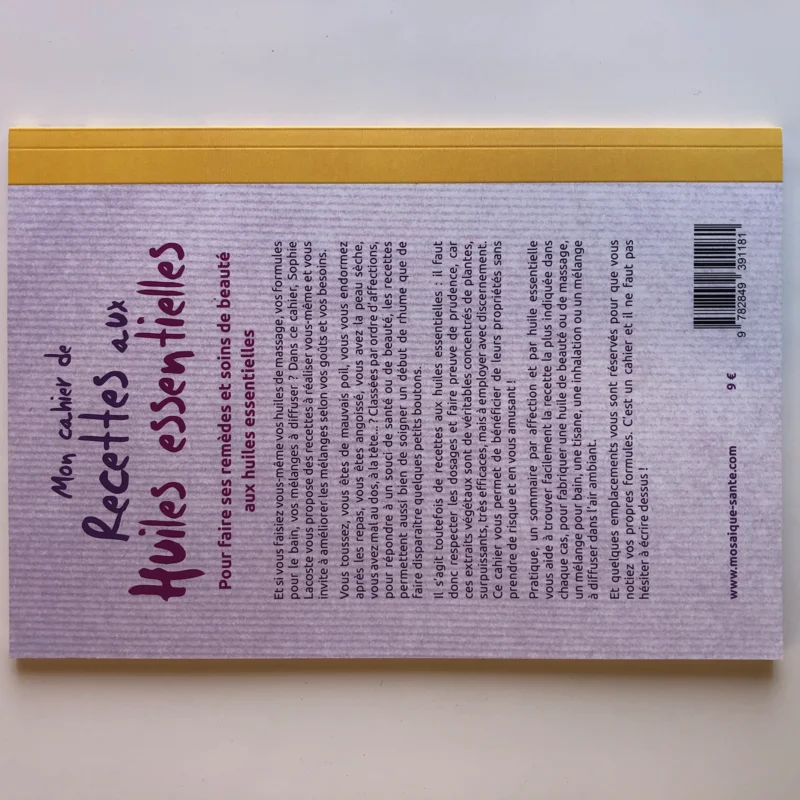 Mon cahier de
Recettes aux
Huiles essentielles
Pour faire ses remèdes et soins de beauté
aux huiles essentielles
Et si vous faisiez vous-même vos huiles de massage, vos formules
pour le bain, vos mélanges à diffuser ? Dans ce cahier, Sophie
Lacoste vous propose des recettes à réaliser vous-même et vous
invite à améliorer les mélanges selon vos goûts et vos besoins.
Vous toussez, vous êtes de mauvais poil, vous vous endormez
après les repas, vous êtes angoissé, vous avez la peau sèche,
vous avez mal au dos, à la tête... ? Classées par ordre d'affections,
pour répondre à un souci de santé ou de beauté, les recettes
permettent aussi bien de soigner un début de rhume que de
faire disparaître quelques petits boutons.
Il s'agit toutefois de recettes aux huiles essentielles : il faut
donc respecter les dosages et faire preuve de prudence, car
ces extraits végétaux sont de véritables concentrés de plantes,
surpuissants, très efficaces, mais à employer avec discernement.
Ce cahier vous permet de bénéficier de leurs propriétés sans
prendre de risque et en vous amusant !
Pratique, un sommaire par affection et par huile essentielle
vous aide à trouver facilement la recette la plus indiquée dans
chaque cas, pour fabriquer une huile de beauté ou de massage,
un mélange pour bain, une tisane, une inhalation ou un mélange
à diffuser dans l'air ambiant.
Et quelques emplacements vous sont réservés pour que vous
notiez vos propres formules. C'est un cahier et il ne faut pas
hésiter à écrire dessus !
www.mosaique-sante.com
9 €
9 782849 391181